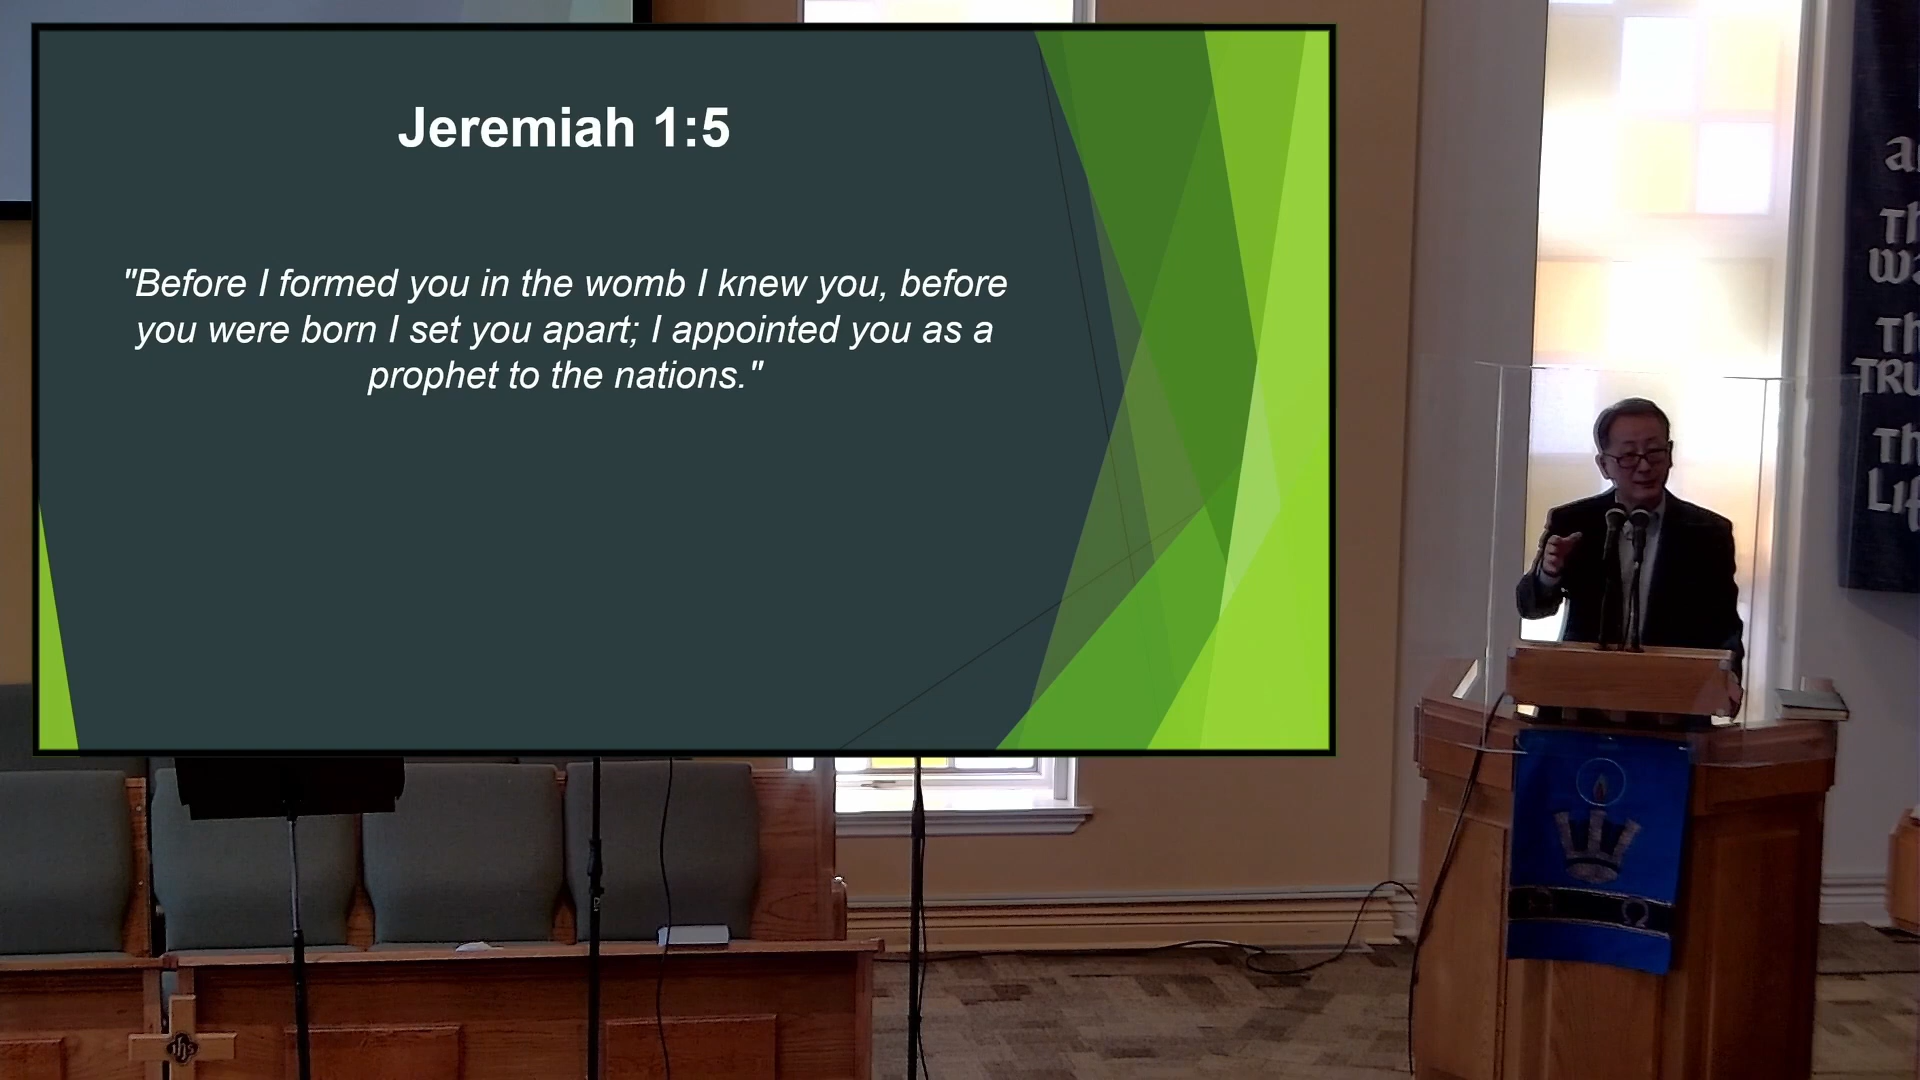 Jeremiah 1:5
"Before I formed you in the womb I knew you, before
you were born I set you apart; I appointed you as a
prophet to the nations."
ihs